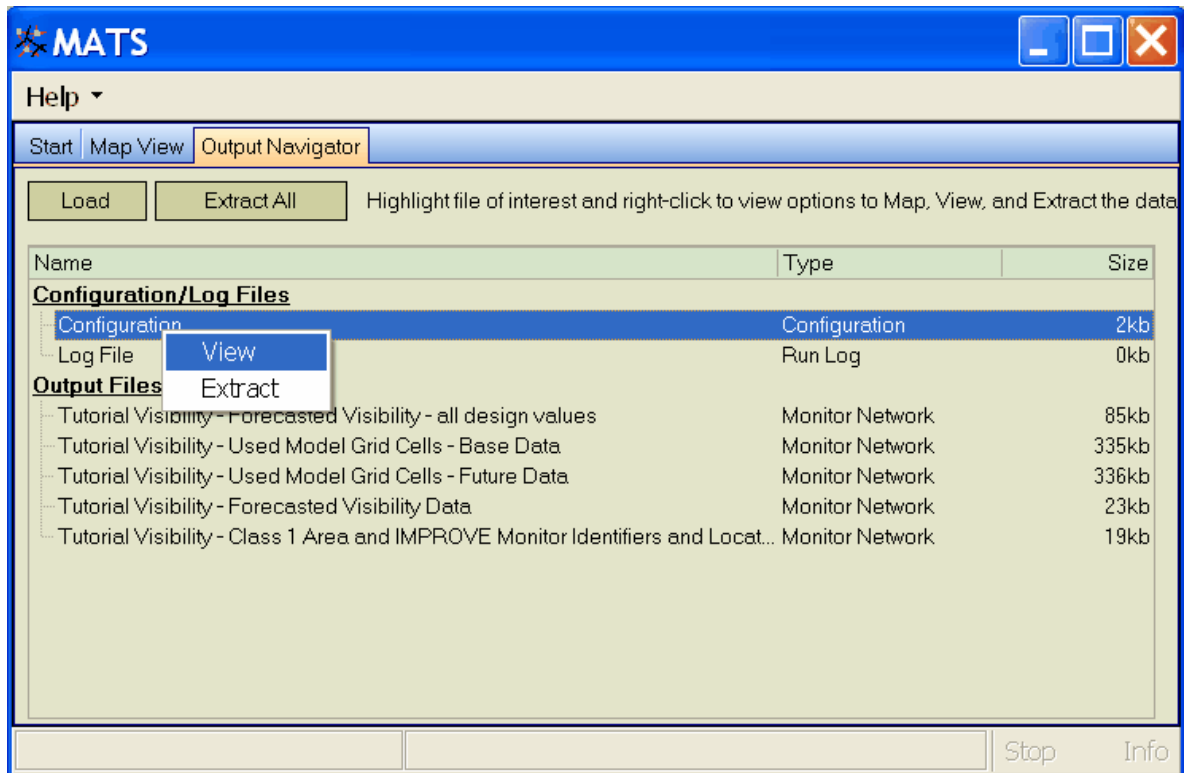 MATS
Help
Start Map View Output Navigator
Load Extract All Highlight file of interest and right-click to view options to Map, View, and Extract the data
Name Type Size
Configuration/Log Files
Configuration Configuration 2kb
View
Log File Run Log 0kb
Extract
Output Files
Tutorial Visibility - Forecasted Visibility - all design values Monitor Network 85kb
Tutorial Visibility - Used Model Grid Cells - Base Data Monitor Network 335kb
Tutorial Visibility - Used Model Grid Cells - Future Data Monitor Network 336kb
Tutorial Visibility - Forecasted Visibility Data Monitor Network 23kb
Tutorial Visibility - Class 1 Area and IMPROVE Monitor Identifiers and Locat... Monitor Network 19kb
Stop Info